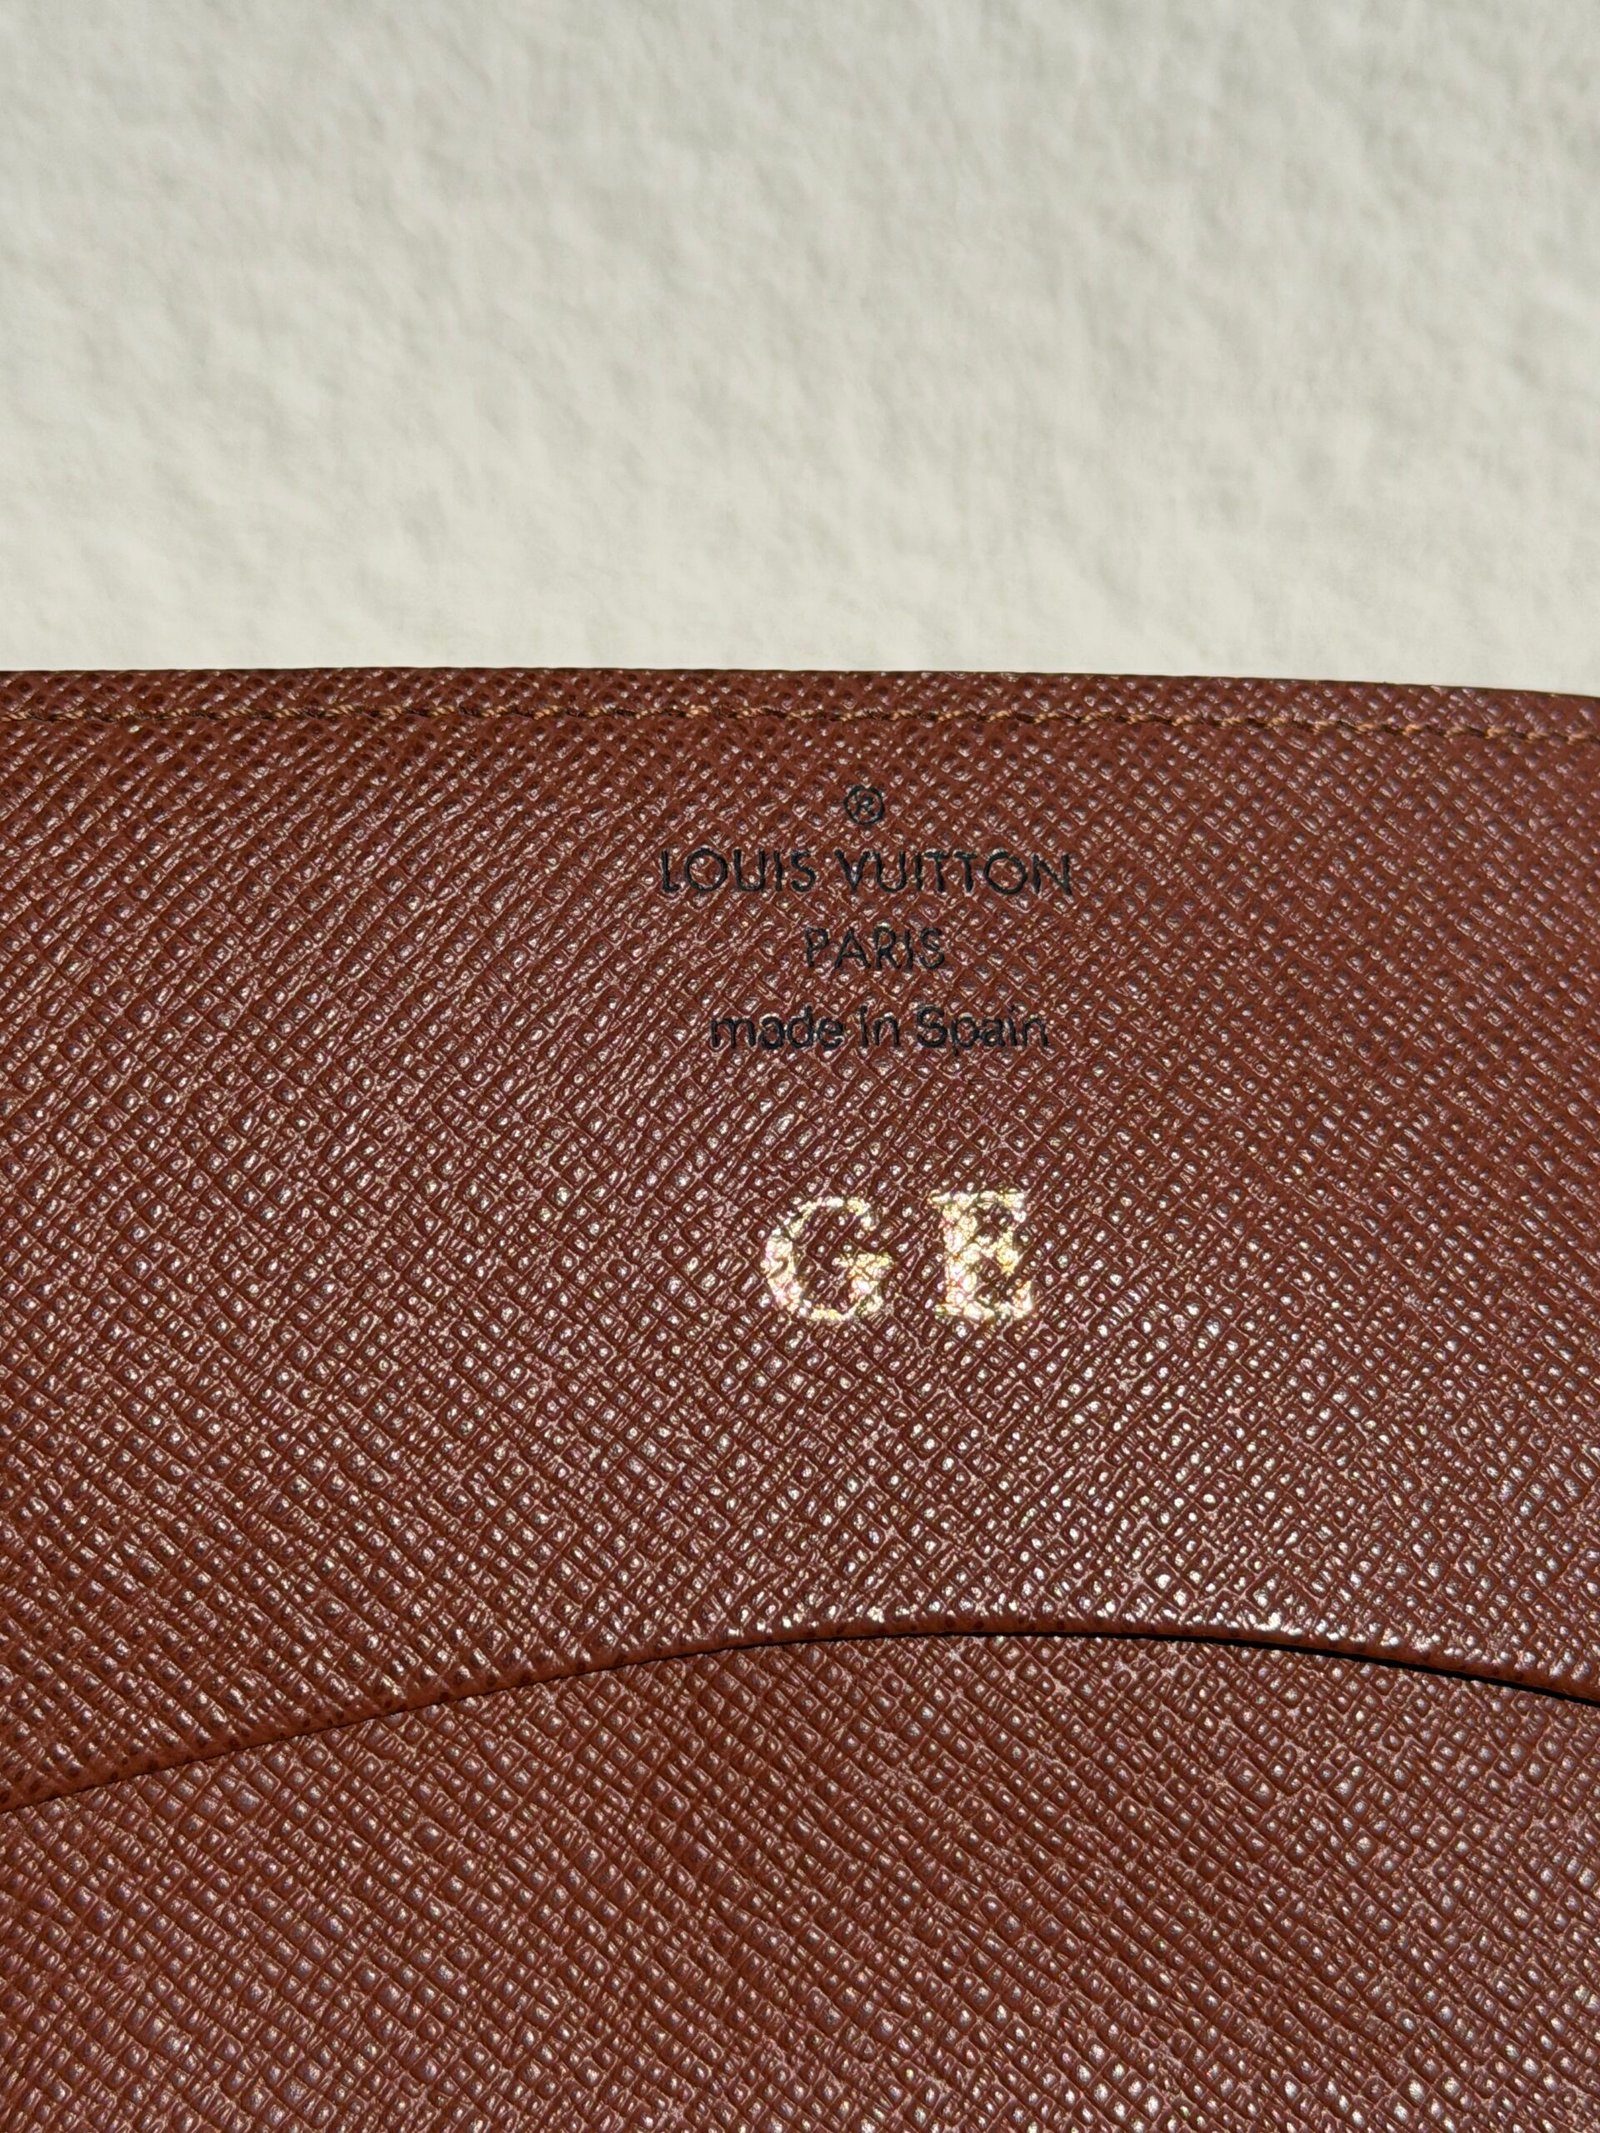 ®
LOUIS VUITTON
PARIS
made in Spain
GE